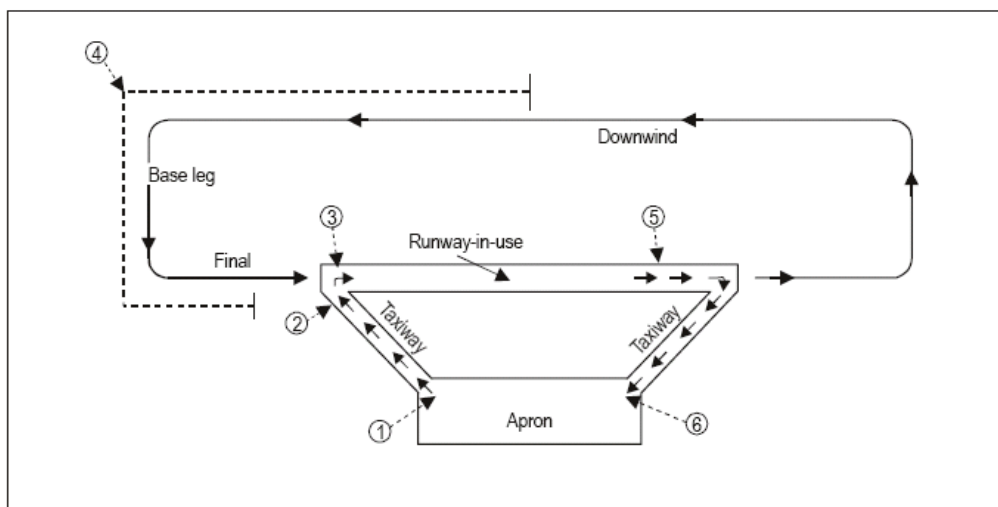 ④
Downwind
Base leg
③
⑤
Runway-in-use
Final
②
Taxiway
Taxiway
①
Apron
⑥